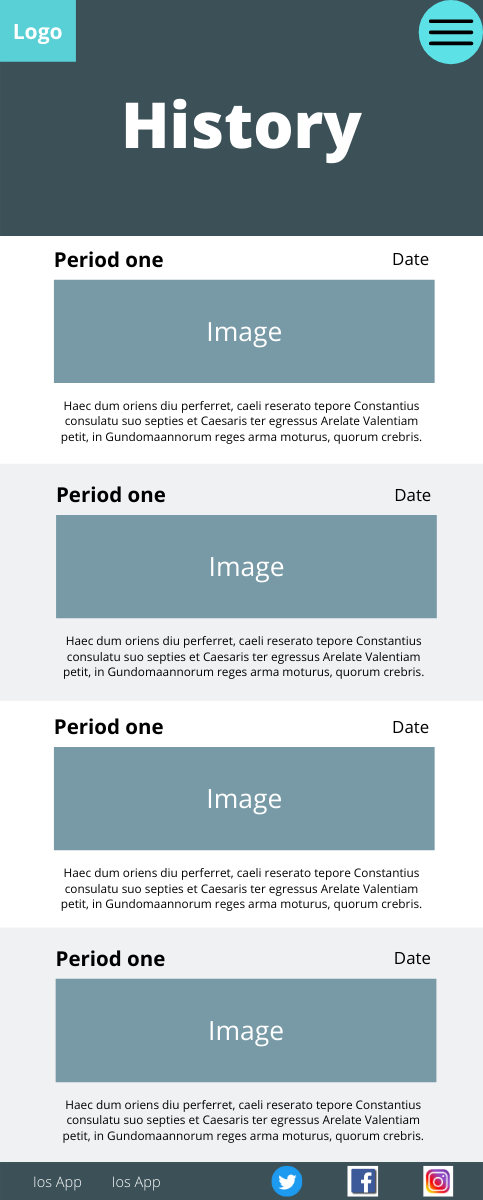 Logo
History
Period one Date
Image
Haec dum oriens diu perferret, caeli reserato tepore Constantius
consulatu suo septies et Caesaris ter egressus Arelate Valentiam
petit, in Gundomaannorum reges arma moturus, quorum crebris.
Period one Date
Image
Haec dum oriens diu perferret, caeli reserato tepore Constantius
consulatu suo septies et Caesaris ter egressus Arelate Valentiam
petit, in Gundomaannorum reges arma moturus, quorum crebris.
Period one Date
Image
Haec dum oriens diu perferret, caeli reserato tepore Constantius
consulatu suo septies et Caesaris ter egressus Arelate Valentiam
petit, in Gundomaannorum reges arma moturus, quorum crebris.
Period one Date
Image
Haec dum oriens diu perferret, caeli reserato tepore Constantius
consulatu suo septies et Caesaris ter egressus Arelate Valentiam
petit, in Gundomaannorum reges arma moturus, quorum crebris.
Ios App Ios App